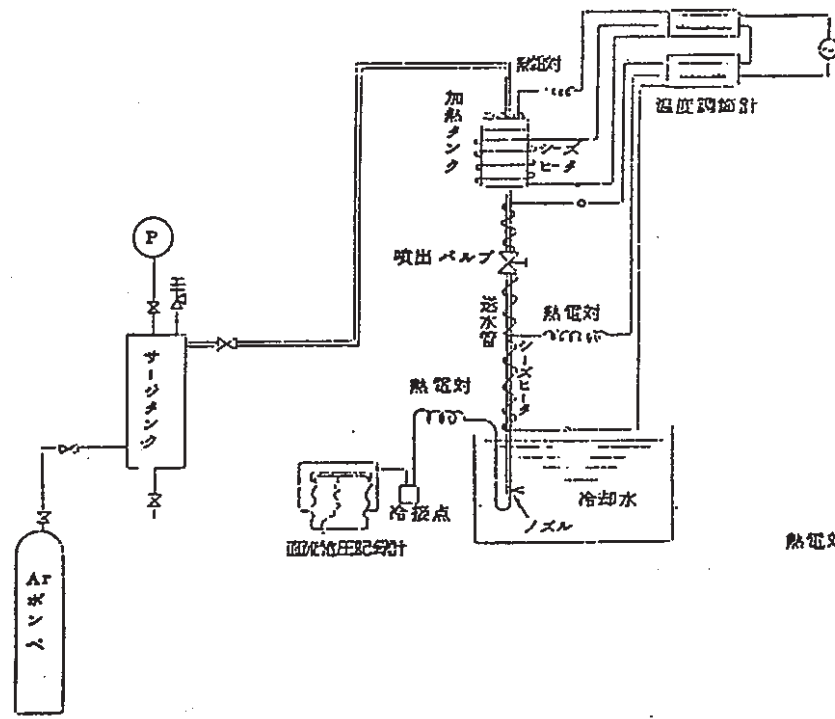 熱電対
加熱タンク
シーズ
ヒータ
温度調節計
P
噴出バルブ
送水管
熱電対
シーズヒータ
サージタンク
熱電対
冷却水
冷接点
ノズル
熱電対
Ar
ボンベ